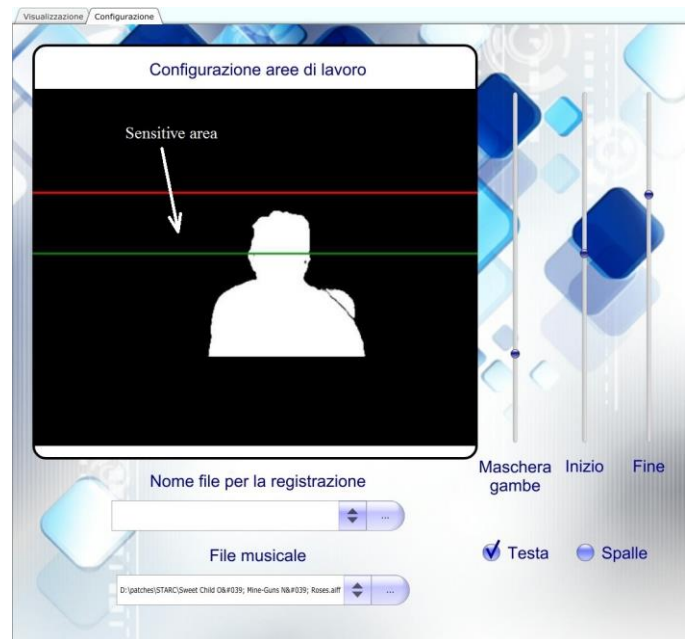 Visualizzazione Configurazione
Configurazione aree di lavoro
Sensitive area
Maschera gambe
Inizio
Fine
Nome file per la registrazione
...
Testa
Spalle
File musicale
D:\patches\STARC\Sweet Child O&#039; Mine-Guns N&#039; Roses.aiff
...